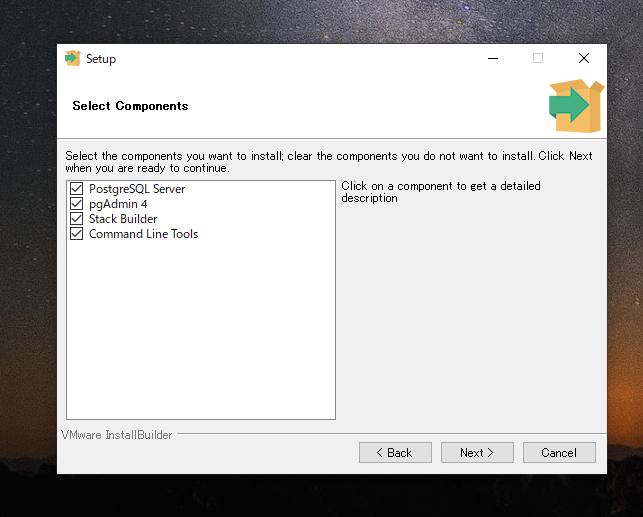 Setup
Select Components
Select the components you want to install; clear the components you do not want to install. Click Next
when you are ready to continue.
PostgreSQL Server
pgAdmin 4
Stack Builder
Command Line Tools
Click on a component to get a detailed
description
VMware InstallBuilder
< Back
Next >
Cancel